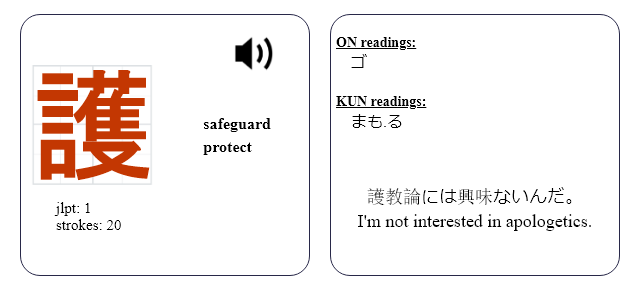 護
safeguard
protect
jlpt: 1
strokes: 20
ON readings:
ゴ
KUN readings:
まも.る
護教論には興味ないんだ。
I'm not interested in apologetics.